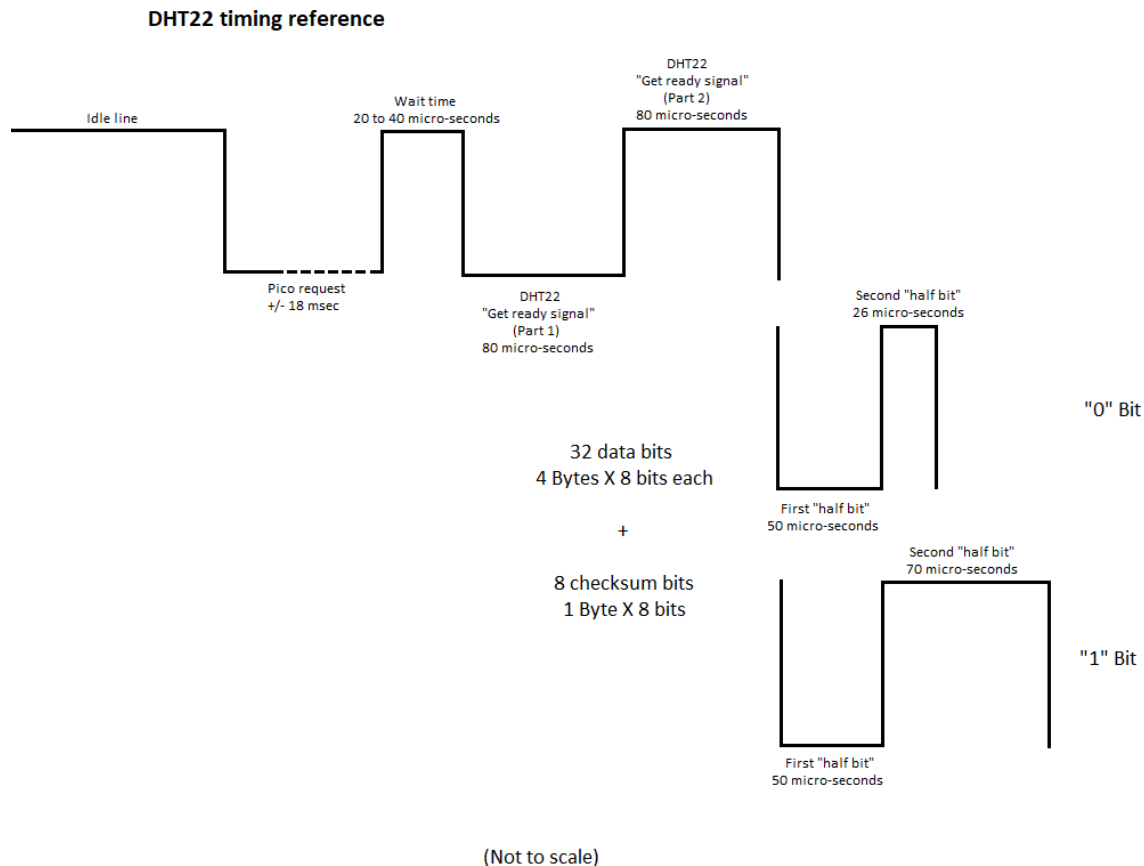 DHT22 timing reference
Idle line
Wait time
20 to 40 micro-seconds
DHT22
"Get ready signal"
(Part 2)
80 micro-seconds
Pico request
+/- 18 msec
DHT22
"Get ready signal"
(Part 1)
80 micro-seconds
Second "half bit"
26 micro-seconds
"0" Bit
32 data bits
4 Bytes X 8 bits each
+
8 checksum bits
1 Byte X 8 bits
First "half bit"
50 micro-seconds
Second "half bit"
70 micro-seconds
"1" Bit
First "half bit"
50 micro-seconds
(Not to scale)